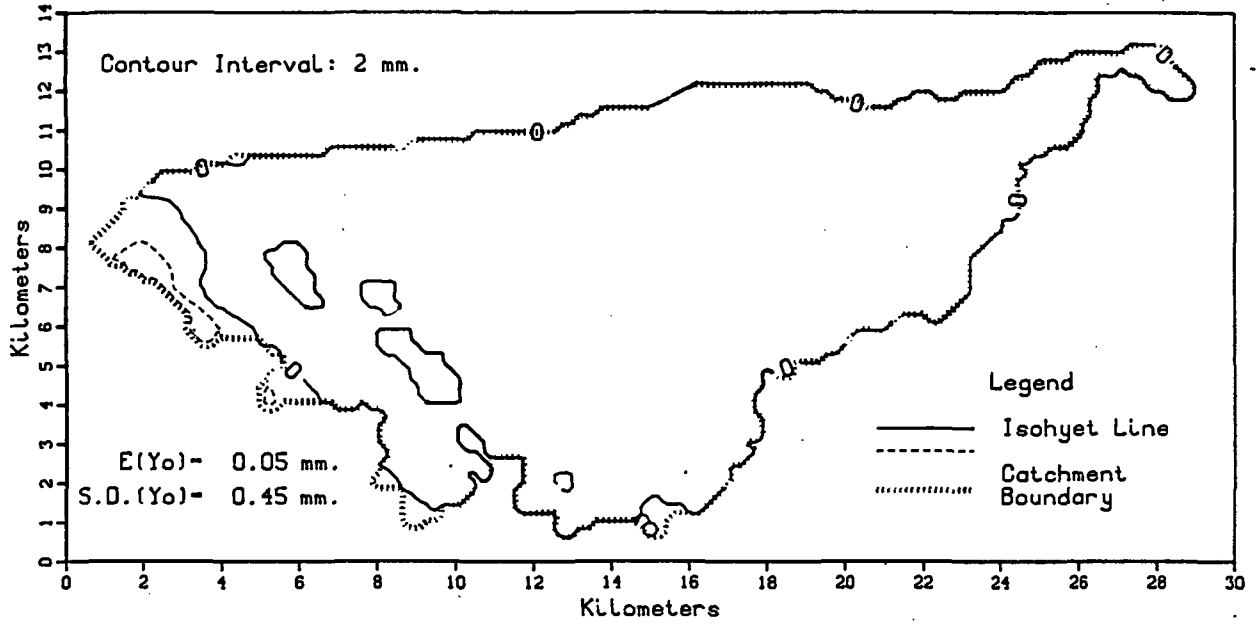 Contour Interval: 2 mm.
E(Yo)- 0.05 mm.
S.D.(Yo)- 0.45 mm.
Legend
Isohyet Line
Catchment
Boundary
Kilometers
14
13
12
11
10
9
8
7
6
5
4
3
2
1
0
0 2 4 6 8 10 12 14 16 18 20 22 24 26 28 30
Kilometers
0
0
0
0
0
0
0
0